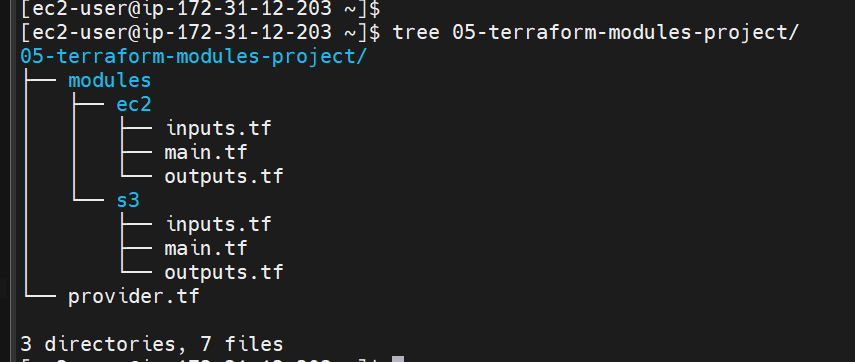 [ec2-user@ip-172-31-12-203 ~]$
[ec2-user@ip-172-31-12-203 ~]$ tree 05-terraform-modules-project/
05-terraform-modules-project/
├── modules
│   ├── ec2
│   │   ├── inputs.tf
│   │   ├── main.tf
│   │   └── outputs.tf
│   └── s3
│       ├── inputs.tf
│       ├── main.tf
│       └── outputs.tf
└── provider.tf
3 directories, 7 files